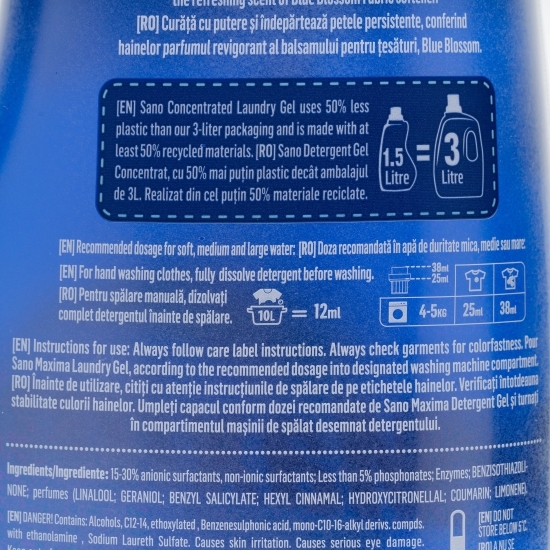 the refreshing scent of Blue Blossom Fabric Softener
[RO] Curăță cu putere și îndepărtează petele persistente, conferind
hainelor parfumul revigorant al balsamului pentru țesături, Blue Blossom.
[EN] Sano Concentrated Laundry Gel uses 50% less
plastic than our 3-liter packaging and is made with at
least 50% recycled materials. [RO] Sano Detergent Gel
Concentrat, cu 50% mai puțin plastic decât ambalajul
de 3L. Realizat din cel puțin 50% materiale reciclate.
1.5
Litre
=
3
Litre
[EN] Recommended dosage for soft, medium and large water: [RO] Doza recomandată în apă de duritate mica, medie sau mare:
[EN] For hand washing clothes, fully dissolve detergent before washing.
[RO] Pentru spălare manuală, dizolvați
complet detergentul înainte de spălare.
10L = 12ml
38ml
25ml
4-5KG 25ml 38ml
[EN] Instructions for use: Always follow care label instructions. Always check garments for colorfastness. Pour
Sano Maxima Laundry Gel, according to the recommended dosage into designated washing machine compartment.
[RO] Înainte de utilizare, citiți cu atenție instrucțiunile de spălare de pe etichetele hainelor. Verificați întotdeauna
stabilitate culorii hainelor. Umpleți capacul conform dozei recomandate de Sano Maxima Detergent Gel și turnați
în compartimentul mașinii de spălat desemnat detergentului.
Ingredients/Ingrediente: 15-30% anionic surfactants, non-ionic surfactants; Less than 5% phosphonates; Enzymes; BENZISOTHIAZOLI-
NONE; perfumes (LINALOOL; GERANIOL; BENZYL SALICYLATE; HEXYL CINNAMAL; HYDROXYCITRONELLAL; COUMARIN; LIMONENE).
[EN] DANGER! Contains: Alcohols, C12-14, ethoxylated , Benzenesulphonic acid, mono-C10-16-alkyl derivs. compds.
with ethanolamine , Sodium Laureth Sulfate. Causes skin irritation. Causes serious eye damage.
[EN] DO NOT
STORE BELOW 5°C
A NU SE